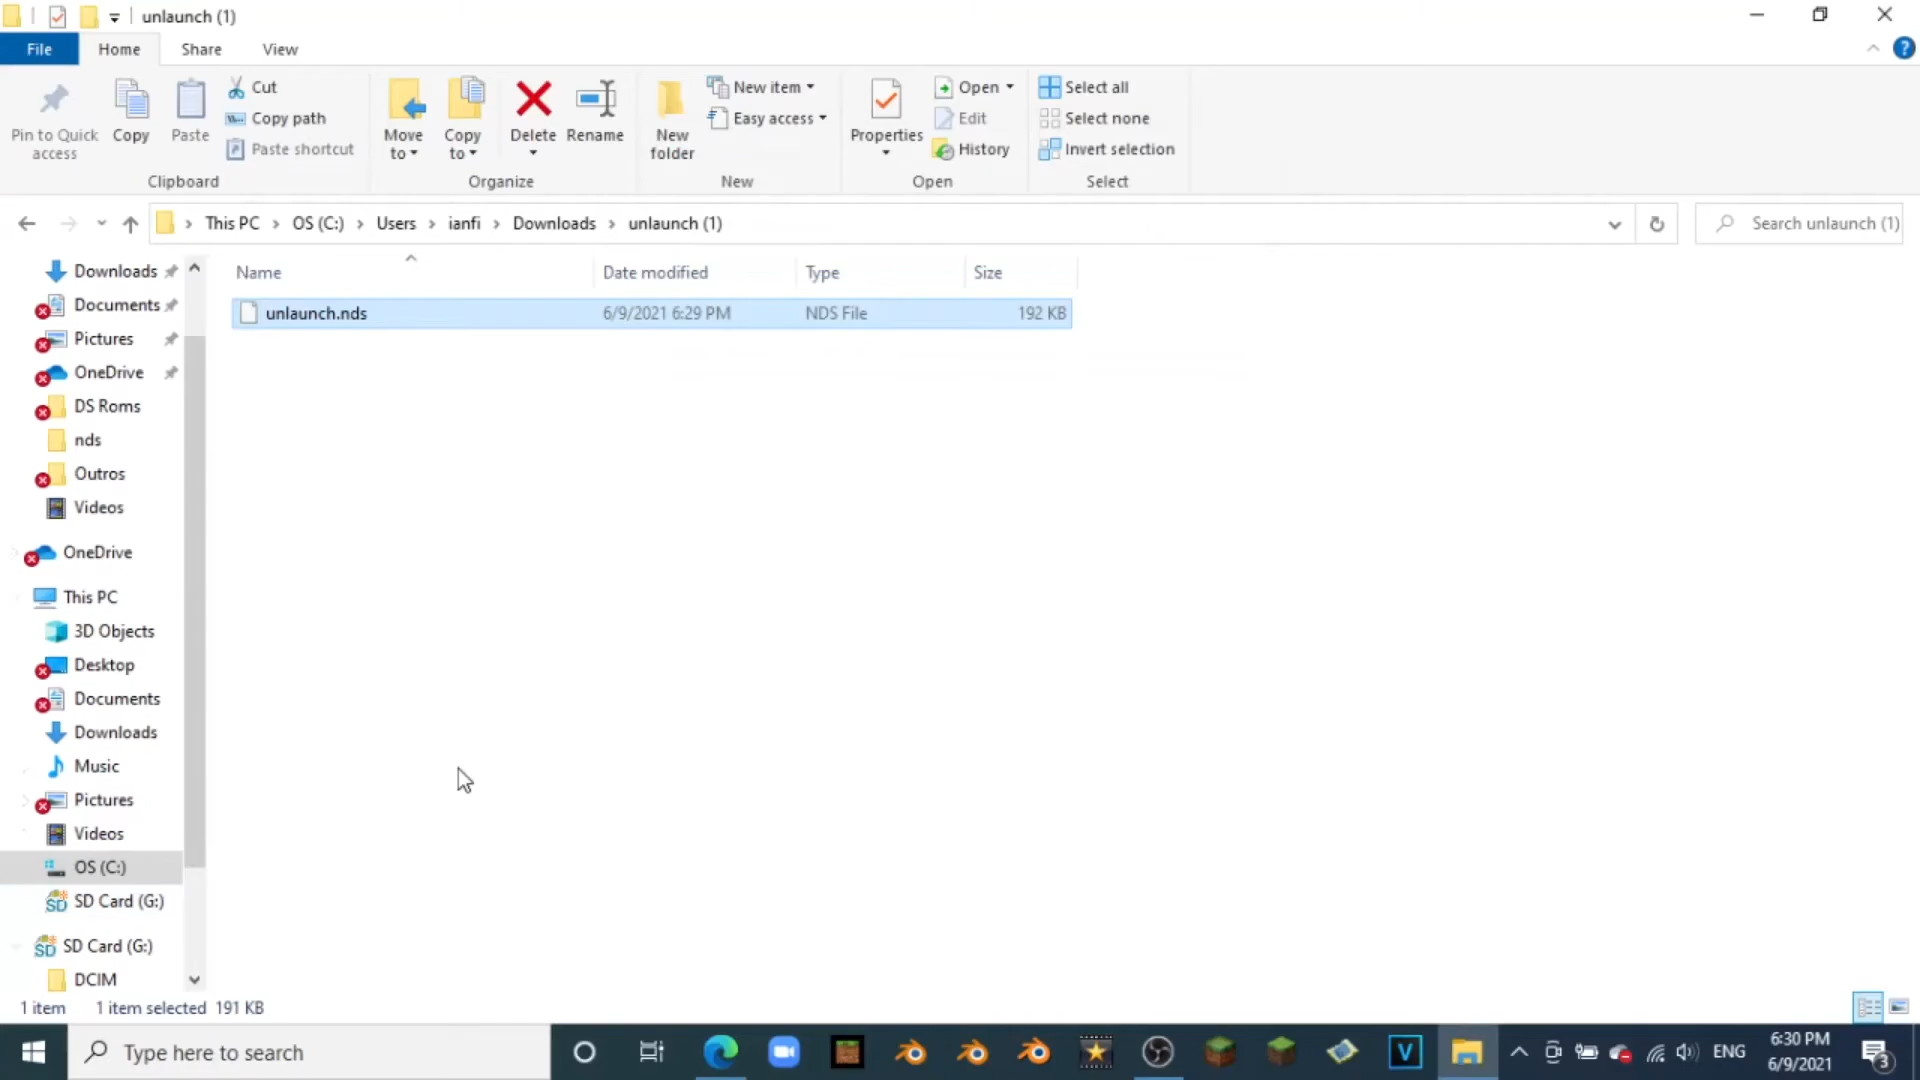 unlaunch (1)
File Home Share View
Pin to Quick access
Copy
Paste
Cut
Copy path
Paste shortcut
Move to
Copy to
Delete
Rename
New folder
New item
Easy access
Properties
Open
Edit
History
Select all
Select none
Invert selection
Clipboard Organize New Open Select
This PC OS (C:) Users ianfi Downloads unlaunch (1)
Search unlaunch (1)
Name Date modified Type Size
unlaunch.nds 6/9/2021 6:29 PM NDS File 192 KB
Downloads
Documents
Pictures
OneDrive
DS Roms
nds
Outros
Videos
OneDrive
This PC
3D Objects
Desktop
Documents
Downloads
Music
Pictures
Videos
OS (C:)
SD Card (G:)
SD Card (G:)
DCIM
1 item 1 item selected 191 KB
Type here to search
ENG
6:30 PM
6/9/2021
3